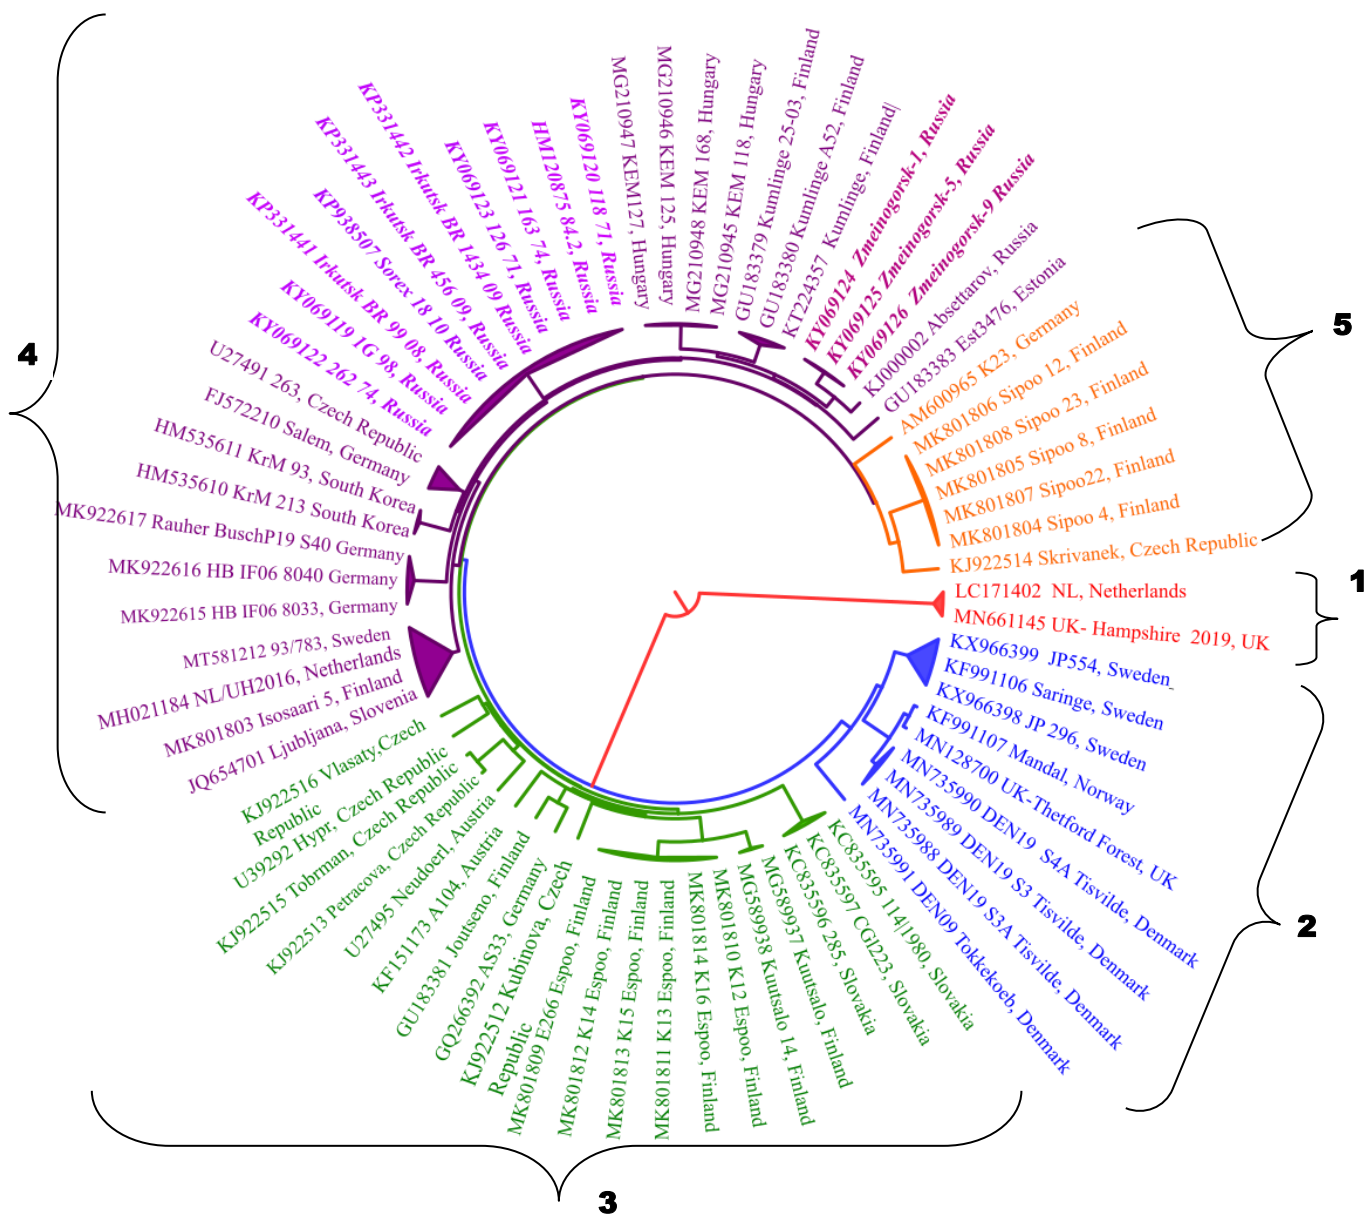 MG210947 KEM127, Hungary
MG210946 KEM 125, Hungary
MG210948 KEM 168, Hungary
MG210945 KEM 118, Hungary
GU183379 Kumlinge 25-03, Finland
GU183380 Kumlinge A52, Finland
KT224357 Kumlinge, Finland|
KY069124 Zmeinogorsk-1, Russia
KY069125 Zmeinogorsk-5, Russia
KY069126 Zmeinogorsk-9 Russia
KJ000002 Absettarov, Russia
GU183383 Est3476, Estonia
AM600965 K23, Germany
MK801806 Sipoo 12, Finland
MK801808 Sipoo 23, Finland
MK801805 Sipoo 8, Finland
MK801807 Sipoo22, Finland
MK801804 Sipoo 4, Finland
KJ922514 Skrivanek, Czech Republic
5
LC171402 NL, Netherlands
MN661145 UK- Hampshire 2019, UK
1
KX966399 JP554, Sweden_
KF991106 Saringe, Sweden
KX966398 JP 296, Sweden
KF991107 Mandal, Norway
MN128700 UK-Thetford Forest, UK
MN735990 DEN19 S4A Tisvilde, Denmark
MN735989 DEN19 S3 Tisvilde, Denmark
MN735988 DEN19 S3A Tisvilde, Denmark
MN735991 DEN09 Tokkekoeb, Denmark
2
KC835595 114|1980, Slovakia
KC835597 CGl223, Slovakia
KC835596 285, Slovakia
MG589937 Kuutsalo, Finland
MG589938 Kuutsalo 14, Finland
MK801810 K12 Espoo, Finland
MK801814 K16 Espoo, Finland
MK801811 K13 Espoo, Finland
MK801813 K15 Espoo, Finland
MK801812 K14 Espoo, Finland
MK801809 E266 Espoo, Finland
KJ922512 Kubinova, Czech
Republic
GQ266392 AS33, Germany
GU183381 Joutseno, Finland
KF151173 A104, Austria
U27495 Neudoerl, Austria
KJ922513 Petracova, Czech Republic
KJ922515 Tobrman, Czech Republic
U39292 Hypr, Czech Republic
KJ922516 Vlasaty,Czech
Republic
3
JQ654701 Ljubljana, Slovenia
MK801803 Isosaari 5, Finland
MH021184 NL/UH2016, Netherlands
MT581212 93/783, Sweden
MK922615 HB IF06 8033, Germany
MK922616 HB IF06 8040 Germany
MK922617 Rauher BuschP19 S40 Germany
HM535610 KrM 213 South Korea
HM535611 KrM 93, South Korea
FJ572210 Salem, Germany
U27491 263, Czech Republic
KY069122 262 74, Russia
KY069119 1G 98, Russia
KP331441 Irkutsk BR 99 08, Russia
KP938507 Sorex 18 10 Russia
KP331443 Irkutsk BR 456 09, Russia
KP331442 Irkutsk BR 1434 09 Russia
KY069123 126 71, Russia
KY069121 163 74, Russia
HM120875 84.2, Russia
KY069120 118 71, Russia
4